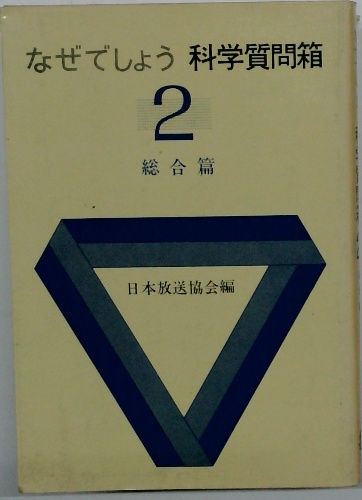 なぜでしょう 科学質問箱
2
総合篇
日本放送協会編